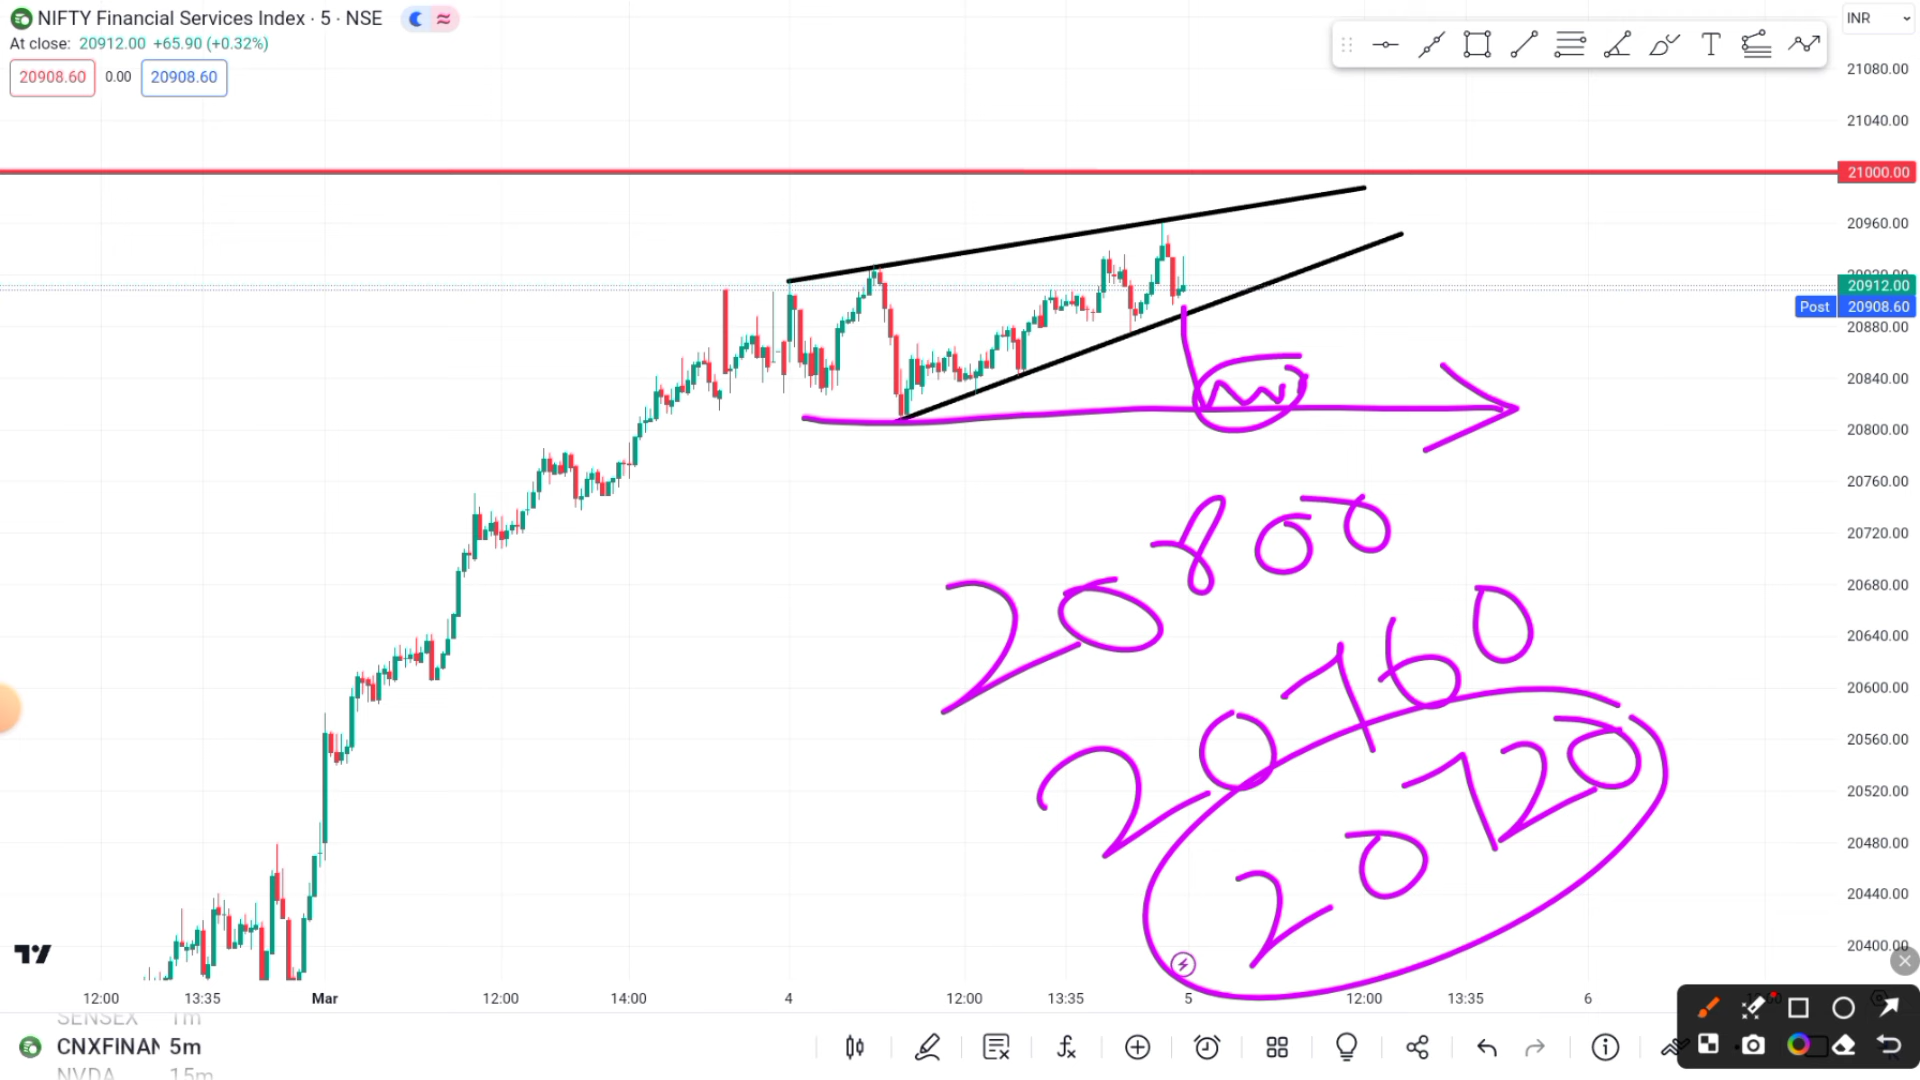 NIFTY Financial Services Index · 5 · NSE
At close: 20912.00 +65.90 (+0.32%)
20908.60 0.00 20908.60
INR
21080.00
21040.00
21000.00
20960.00
20920.00
20912.00
Post 20908.60
20880.00
20840.00
20800.00
20760.00
20720.00
20680.00
20640.00
20600.00
20560.00
20520.00
20480.00
20440.00
20400.00
20800
20760
20720
12:00 13:35 Mar 12:00 14:00 4 12:00 13:35 5 12:00 13:35 6
SENSEX 1m
CNXFINAN 5m
NVDA 15m